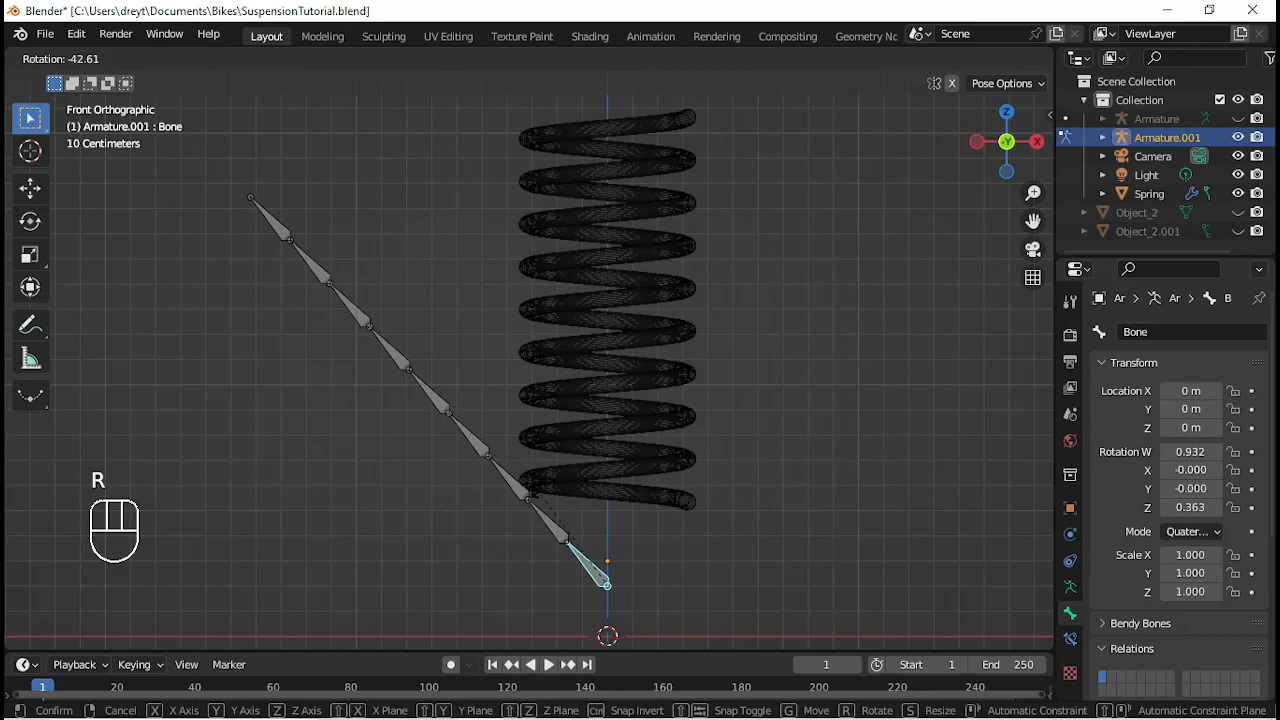 Blender* [C:\Users\dreyt\Documents\Bikes\SuspensionTutorial.blend]
File Edit Render Window Help Layout Modeling Sculpting UV Editing Texture Paint Shading Animation Rendering Compositing Geometry Nc Scene ViewLayer
Rotation: -42.61
X Pose Options
Front Orthographic
(1) Armature.001 : Bone
10 Centimeters
Z
-Y
X
R
Scene Collection
Collection
Armature
Armature.001
Camera
Light
Spring
Object_2
Object_2.001
Ar Ar B
Bone
Transform
Location X 0 m
Y 0 m
Z 0 m
Rotation W 0.932
X -0.000
Y -0.000
Z 0.363
Mode Quater...
Scale X 1.000
Y 1.000
Z 1.000
Bendy Bones
Relations
Playback Keying View Marker 1 Start 1 End 250
1 20 40 60 80 100 120 140 160 180 200 220 240
Confirm Cancel X X Axis Y Y Axis Z Z Axis X X Plane Y Y Plane Z Z Plane Ctrl Snap Invert Snap Toggle G Move R Rotate S Resize Automatic Constraint Automatic Constraint Plane